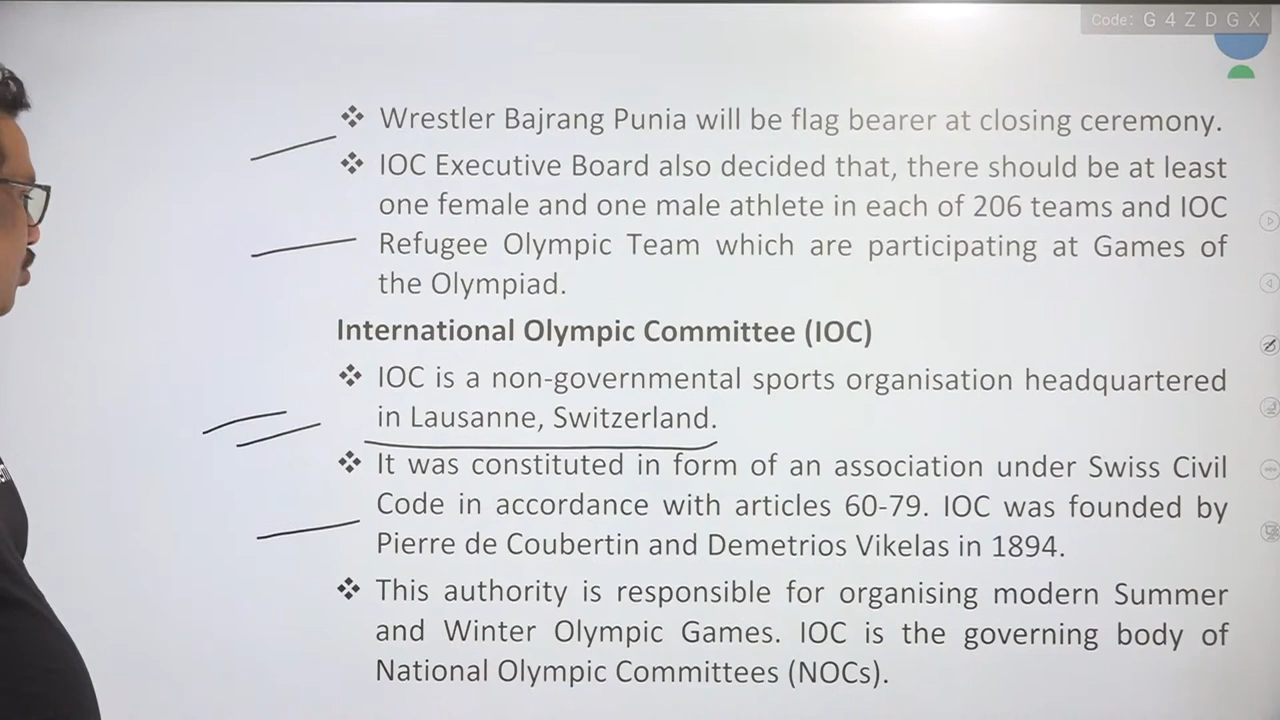 Code: G 4 Z D G X
❖ Wrestler Bajrang Punia will be flag bearer at closing ceremony.
❖ IOC Executive Board also decided that, there should be at least
one female and one male athlete in each of 206 teams and IOC
Refugee Olympic Team which are participating at Games of
the Olympiad.
International Olympic Committee (IOC)
❖ IOC is a non-governmental sports organisation headquartered
in Lausanne, Switzerland.
❖ It was constituted in form of an association under Swiss Civil
Code in accordance with articles 60-79. IOC was founded by
Pierre de Coubertin and Demetrios Vikelas in 1894.
❖ This authority is responsible for organising modern Summer
and Winter Olympic Games. IOC is the governing body of
National Olympic Committees (NOCs).